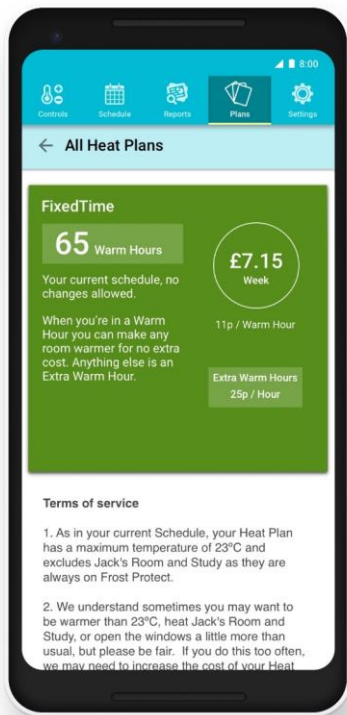 8:00
Controls Schedule Reports Plans Settings
← All Heat Plans
FixedTime
65 Warm Hours
Your current schedule, no
changes allowed.
When you're in a Warm
Hour you can make any
room warmer for no extra
cost. Anything else is an
Extra Warm Hour.
£7.15
Week
11p / Warm Hour
Extra Warm Hours
25p / Hour
Terms of service
1. As in your current Schedule, your Heat Plan
has a maximum temperature of 23ºC and
excludes Jack's Room and Study as they are
always on Frost Protect.
2. We understand sometimes you may want to
be warmer than 23ºC, heat Jack's Room and
Study, or open the windows a little more than
usual, but please be fair. If you do this too often,
we may need to increase the cost of your Heat